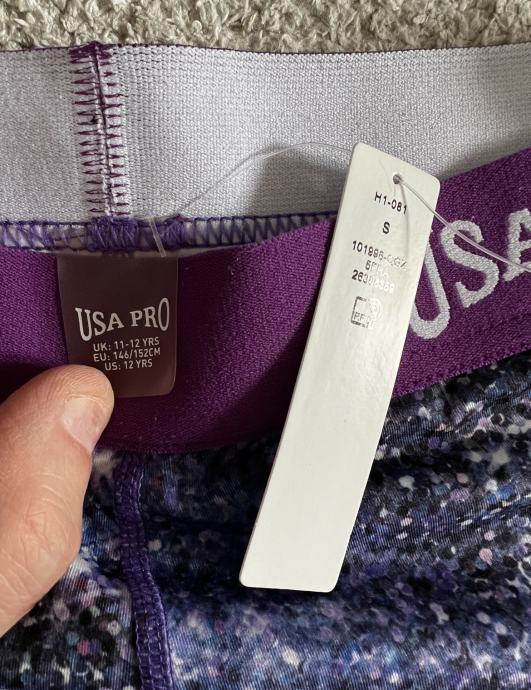 H1-081
S
USA
USA PRO
UK: 11-12 YRS
EU: 146/152CM
US: 12 YRS